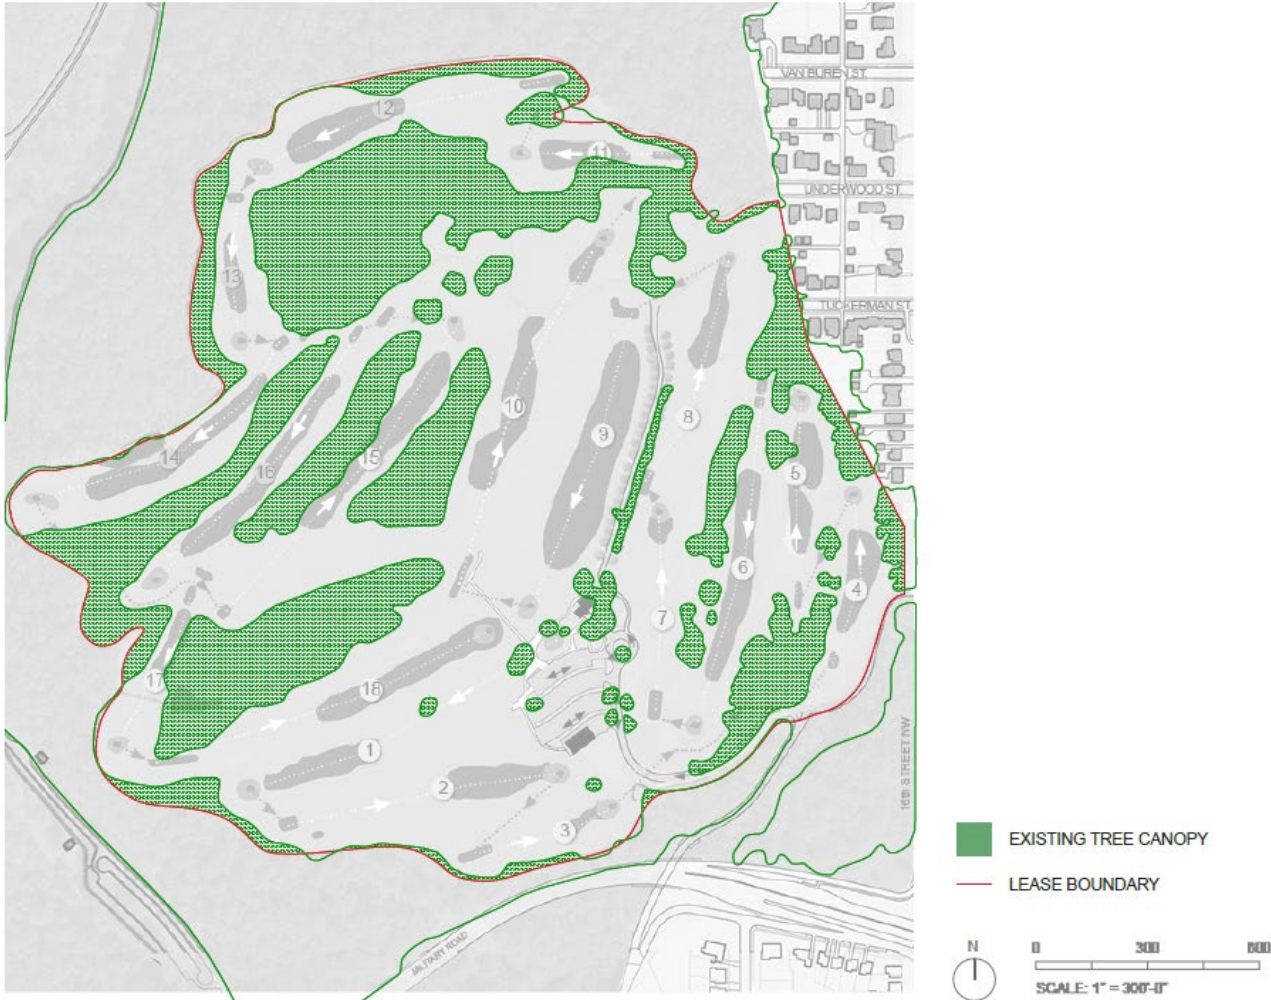 VAN BUREN ST.
12
11
UNDERWOOD ST.
13
TUCKERMAN ST.
10
8
9
14
16
15
5
6
4
7
17
18
1
2
3
16th STREET NW
MILITARY ROAD
EXISTING TREE CANOPY
LEASE BOUNDARY
N
0 300 600
SCALE: 1" = 300'-0"